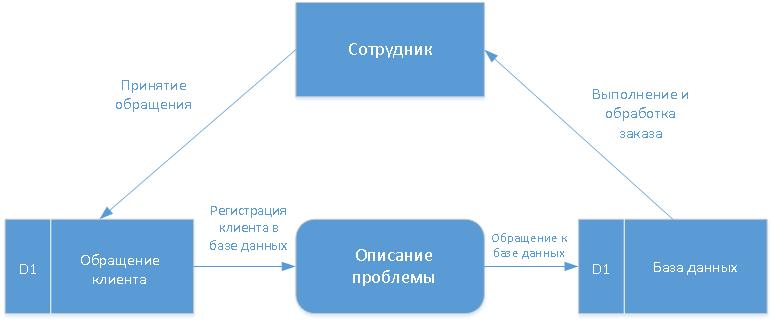 Сотрудник
Принятие
обращения
Выполнение и
обработка
заказа
D1
Обращение
клиента
Регистрация
клиента в
базе данных
Описание
проблемы
Обращение к
базе данных
D1
База данных